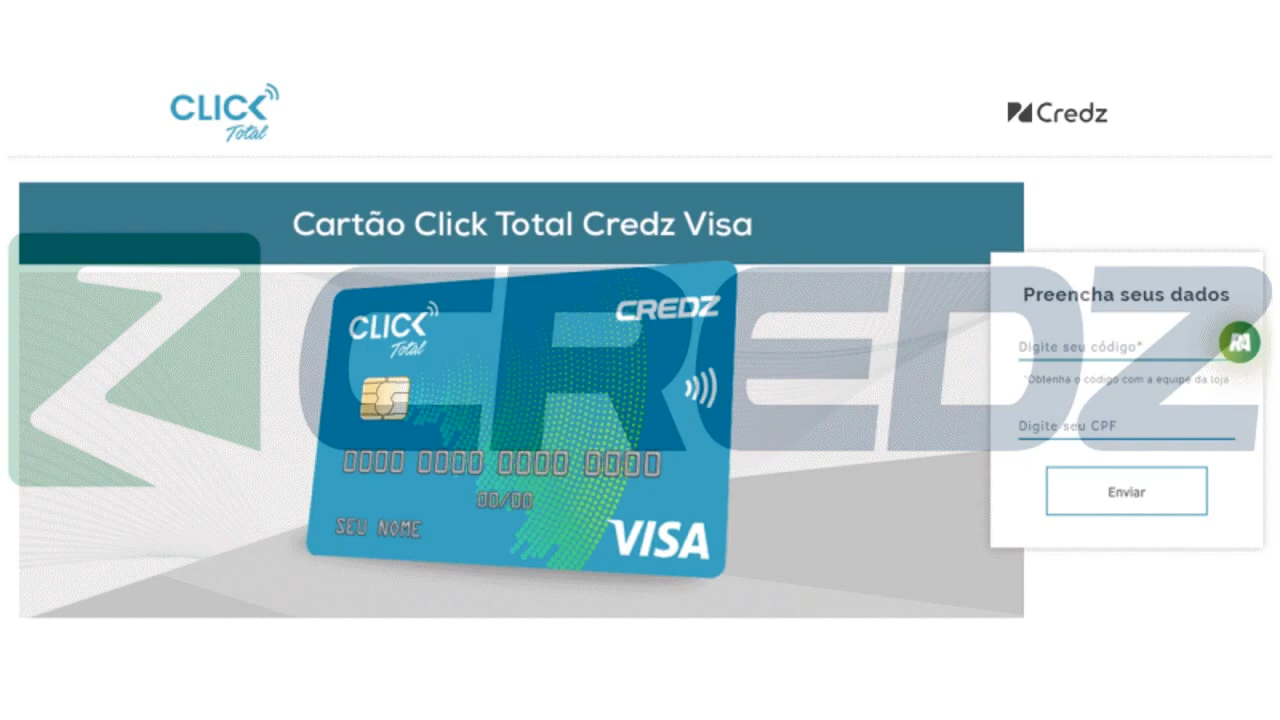 CLICK
Total
Credz
Cartão Click Total Credz Visa
CREDZ
CLICK
Total
CREDZ
0000 0000 0000 0000
00/00
SEU NOME
VISA
Preencha seus dados
Digite seu código*
*Obtenha o código com a equipe da loja
Digite seu CPF
Enviar
RA